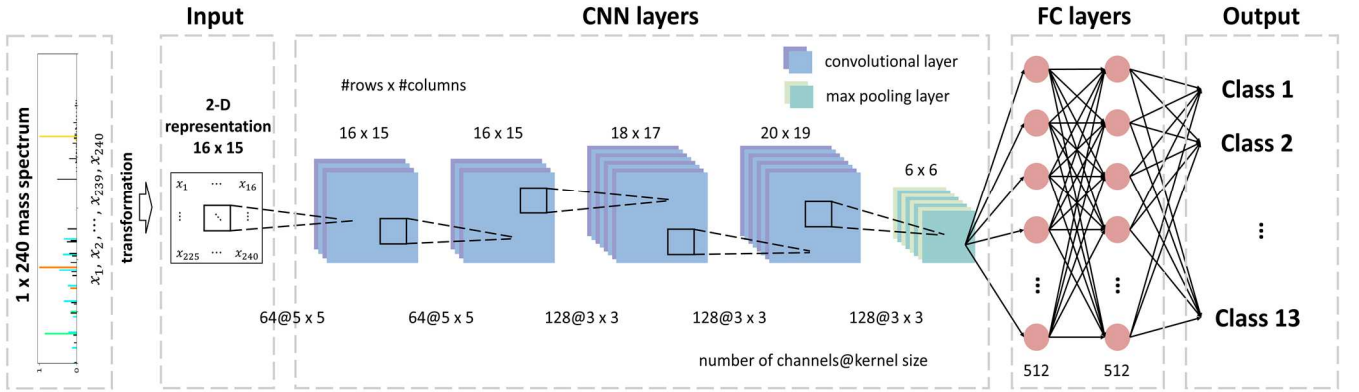 Input
CNN layers
FC layers
Output
1 x 240 mass spectrum
1
0
x₁, x₂, ⋯, x₂₃₉, x₂₄₀
transformation
2-D
representation
16 x 15
x₁ ⋯ x₁₆
⋮ ⋱ ⋮
x₂₂₅ ⋯ x₂₄₀
#rows x #columns
convolutional layer
max pooling layer
16 x 15
16 x 15
18 x 17
20 x 19
6 x 6
64@5 x 5
64@5 x 5
128@3 x 3
128@3 x 3
128@3 x 3
number of channels@kernel size
⋮
⋮
512
512
Class 1
Class 2
⋮
Class 13